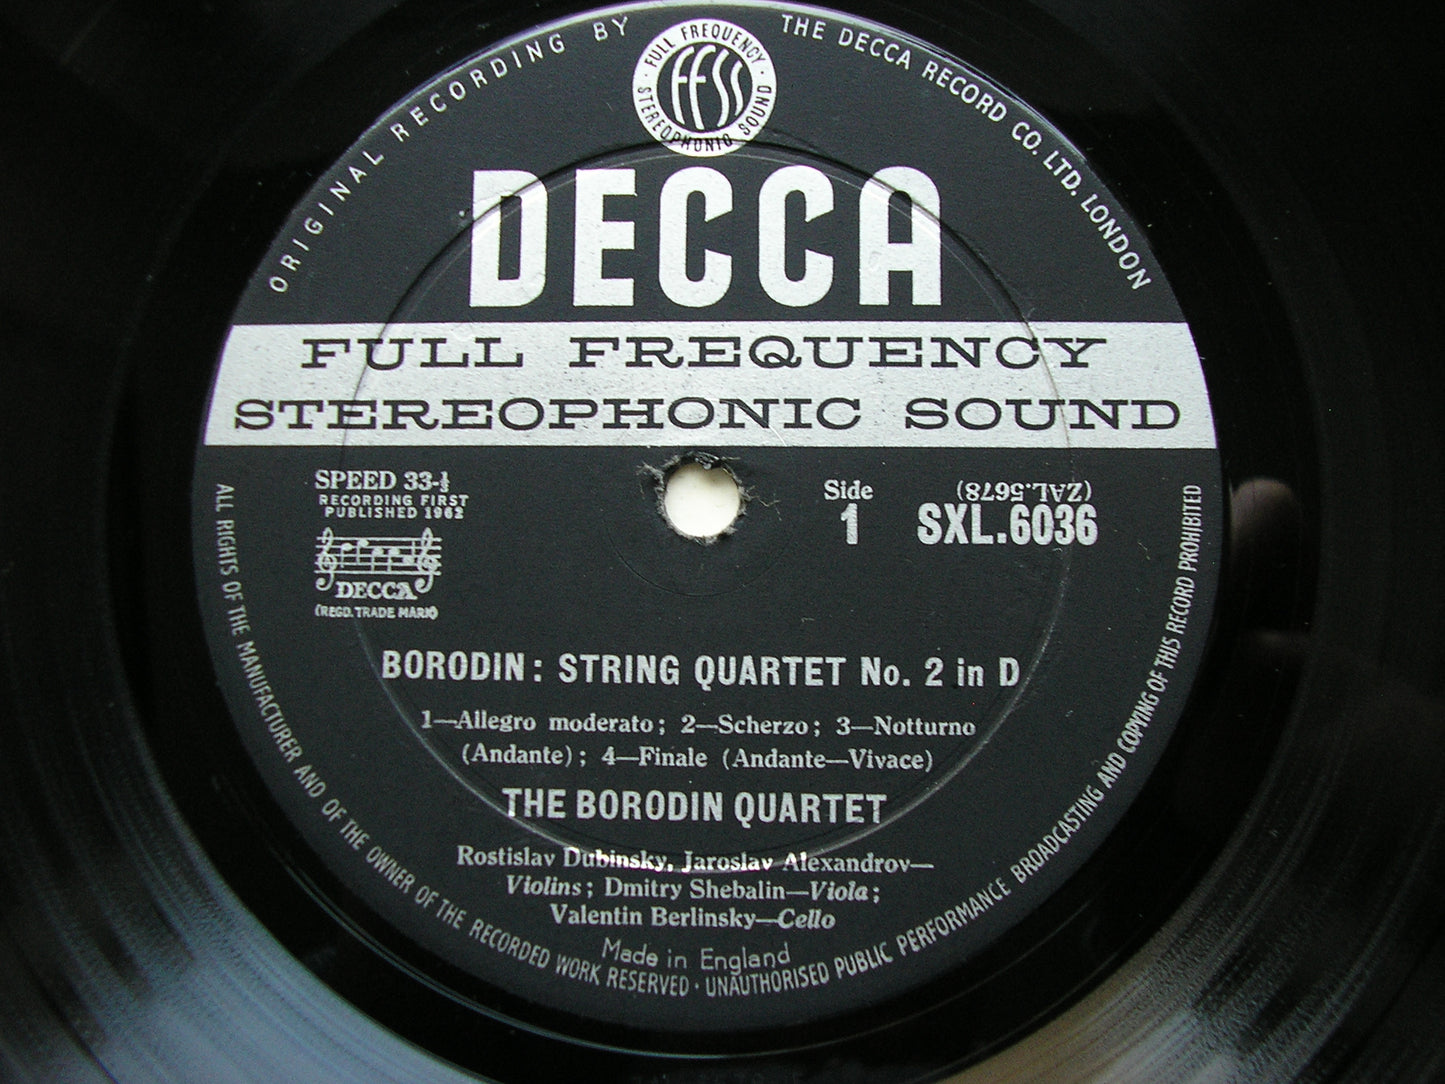 ORIGINAL RECORDING BY THE DECCA RECORD CO. LTD. LONDON
FULL FREQUENCY
ffss
STEREOPHONIC SOUND
DECCA
FULL FREQUENCY
STEREOPHONIC SOUND
SPEED 33-⅓
RECORDING FIRST
PUBLISHED 1962
DECCA
(REGD. TRADE MARK)
Side
1
(ZAL.5678)
SXL.6036
BORODIN: STRING QUARTET No. 2 in D
1—Allegro moderato; 2—Scherzo; 3—Notturno
(Andante); 4—Finale (Andante—Vivace)
THE BORODIN QUARTET
Rostislav Dubinsky, Jaroslav Alexandrov—
Violins; Dmitry Shebalin—Viola;
Valentin Berlinsky—Cello
Made in England
ALL RIGHTS OF THE MANUFACTURER AND OF THE OWNER OF THE RECORDED WORK RESERVED · UNAUTHORISED PUBLIC PERFORMANCE BROADCASTING AND COPYING OF THIS RECORD PROHIBITED